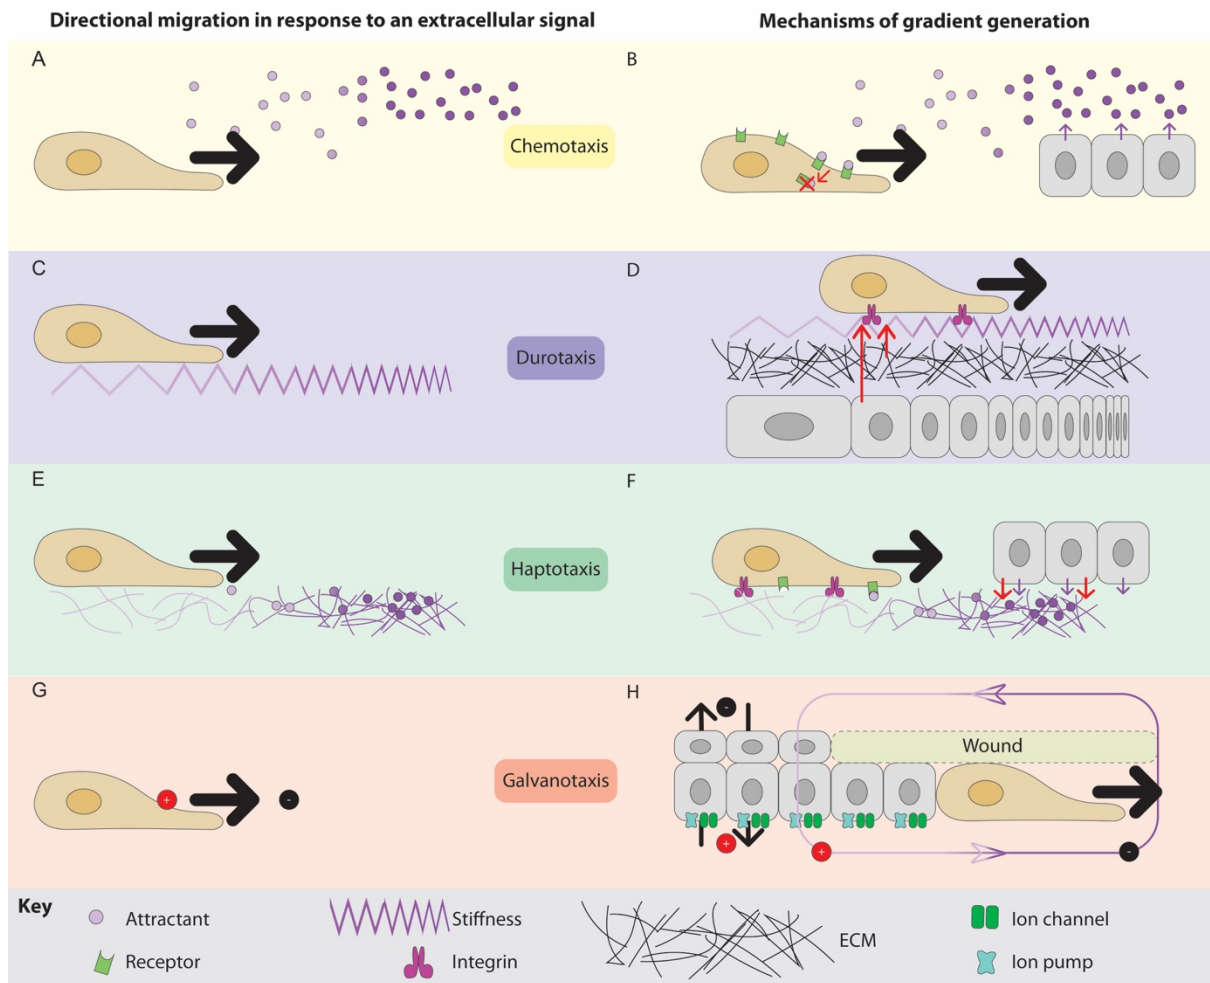 Directional migration in response to an extracellular signal
Mechanisms of gradient generation
A
B
Chemotaxis
C
D
Durotaxis
E
F
Haptotaxis
G
H
+
-
Galvanotaxis
-
Wound
+
+
-
Key
Attractant
Stiffness
ECM
Ion channel
Receptor
Integrin
Ion pump